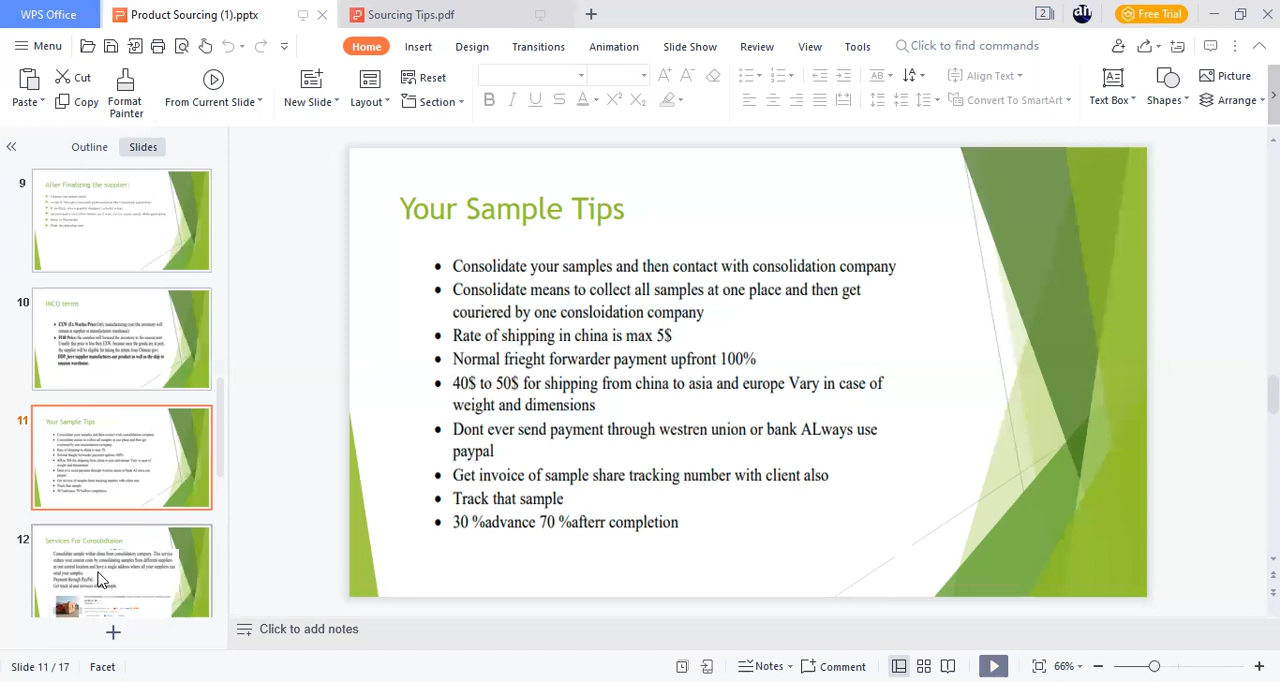 WPS Office
Product Sourcing (1).pptx
Sourcing Tips.pdf
2
Free Trial
Menu
Home
Insert
Design
Transitions
Animation
Slide Show
Review
View
Tools
Click to find commands
Paste
Cut
Copy
Format
Painter
From Current Slide
New Slide
Layout
Reset
Section
Align Text
Convert To SmartArt
Text Box
Shapes
Picture
Arrange
Outline
Slides
9
After Finalizing the supplier:
10
INCO terms
11
Your Sample Tips
12
Services For Consolidtaion
Your Sample Tips
• Consolidate your samples and then contact with consolidation company
• Consolidate means to collect all samples at one place and then get
couriered by one consloidation company
• Rate of shipping in china is max 5$
• Normal freght forwarder payment upfront 100%
• 40$ to 50$ for shipping from china to asia and europe Vary in case of
weight and dimensions
• Dont ever send payment through westren union or bank ALways use
paypal
• Get invoice of sample share tracking number with client also
• Track that sample
• 30 %advance 70 %afterr completion
Click to add notes
Slide 11 / 17
Facet
Notes
Comment
66%